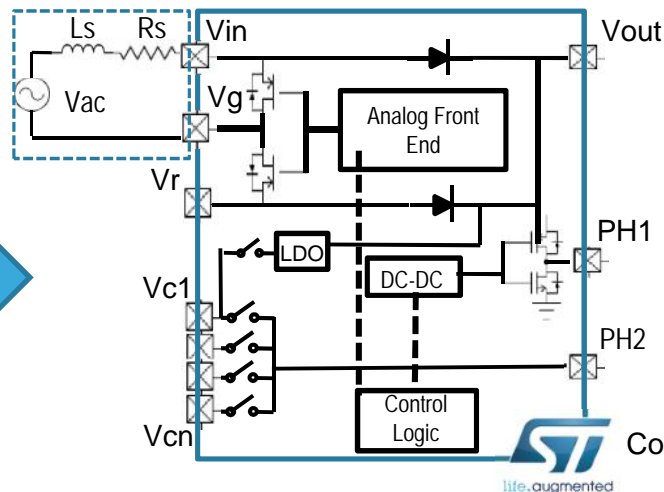 Ls
Rs
Vin
Vout
Vac
Vg
Analog Front
End
Vr
LDO
DC-DC
PH1
Vc1
PH2
Vcn
Control
Logic
ST
Co
life.augmented